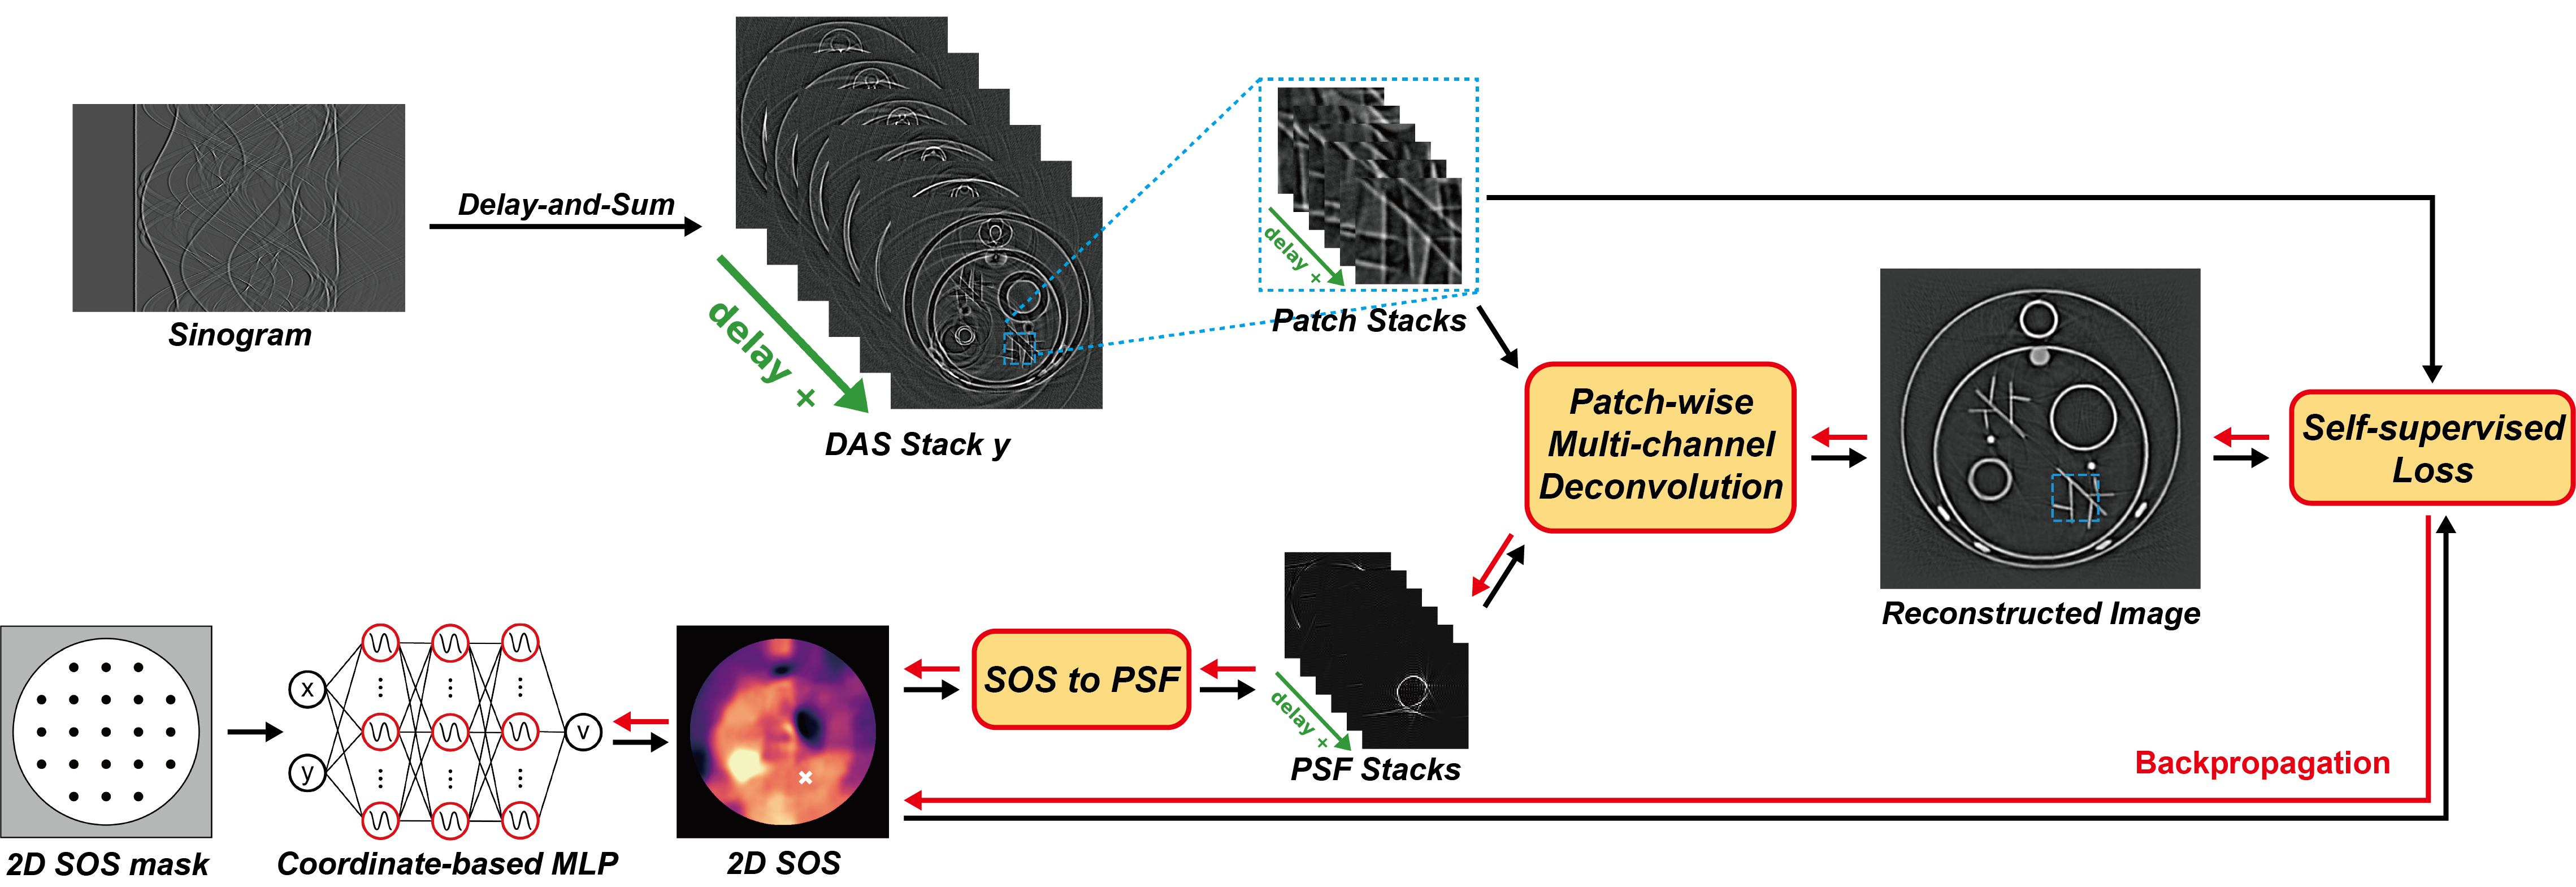 Sinogram
Delay-and-Sum
delay +
DAS Stack y
delay +
Patch Stacks
Patch-wise
Multi-channel
Deconvolution
Reconstructed Image
Self-supervised
Loss
2D SOS mask
x
y
v
Coordinate-based MLP
2D SOS
SOS to PSF
delay +
PSF Stacks
Backpropagation